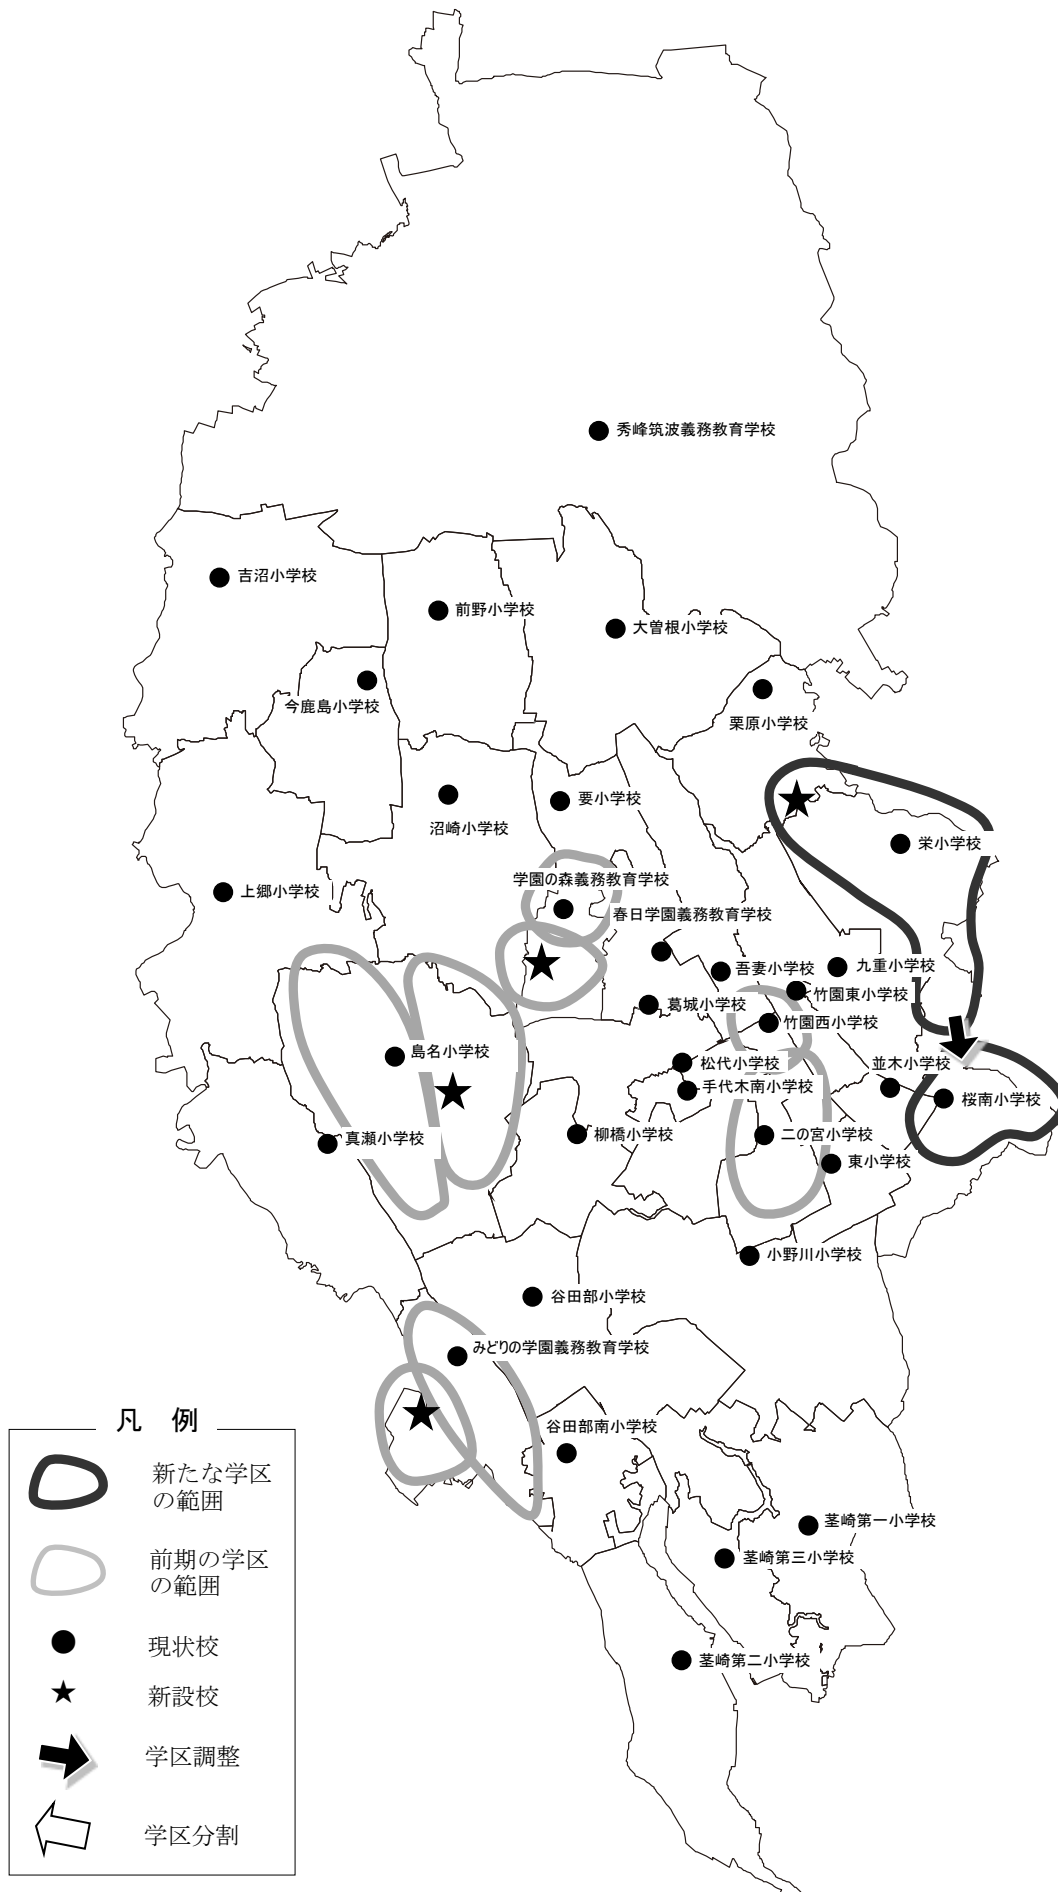 秀峰筑波義務教育学校
吉沼小学校
前野小学校
大曽根小学校
今鹿島小学校
栗原小学校
要小学校
沼崎小学校
栄小学校
学園の森義務教育学校
上郷小学校
春日学園義務教育学校
吾妻小学校
九重小学校
竹園東小学校
葛城小学校
竹園西小学校
島名小学校
松代小学校
並木小学校
手代木南小学校
桜南小学校
真瀬小学校
柳橋小学校
二の宮小学校
東小学校
小野川小学校
谷田部小学校
みどりの学園義務教育学校
谷田部南小学校
茎崎第一小学校
茎崎第三小学校
茎崎第二小学校
凡 例
新たな学区
の範囲
前期の学区
の範囲
現状校
新設校
学区調整
学区分割